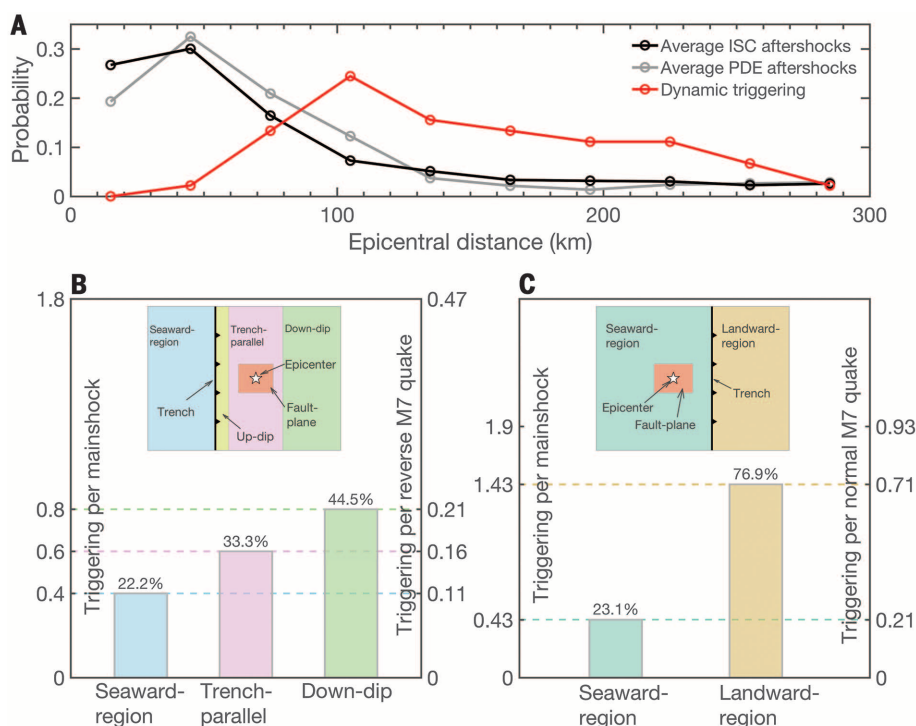 A
Probability
0.3
0.2
0.1
0
Average ISC aftershocks
Average PDE aftershocks
Dynamic triggering
0
100
200
300
Epicentral distance (km)
B
1.8
0.8
0.6
0.4
0
Triggering per mainshock
Seaward-
region
Trench-
parallel
Down-dip
Epicenter
Trench
Fault-
plane
Up-dip
22.2%
33.3%
44.5%
Triggering per reverse M7 quake
0.47
0.21
0.16
0.11
0
Seaward-
region
Trench-
parallel
Down-dip
C
1.9
1.43
0.43
0
Triggering per mainshock
Seaward-
region
Landward-
region
Epicenter
Trench
Fault-plane
23.1%
76.9%
Triggering per normal M7 quake
0.93
0.71
0.21
0
Seaward-
region
Landward-
region